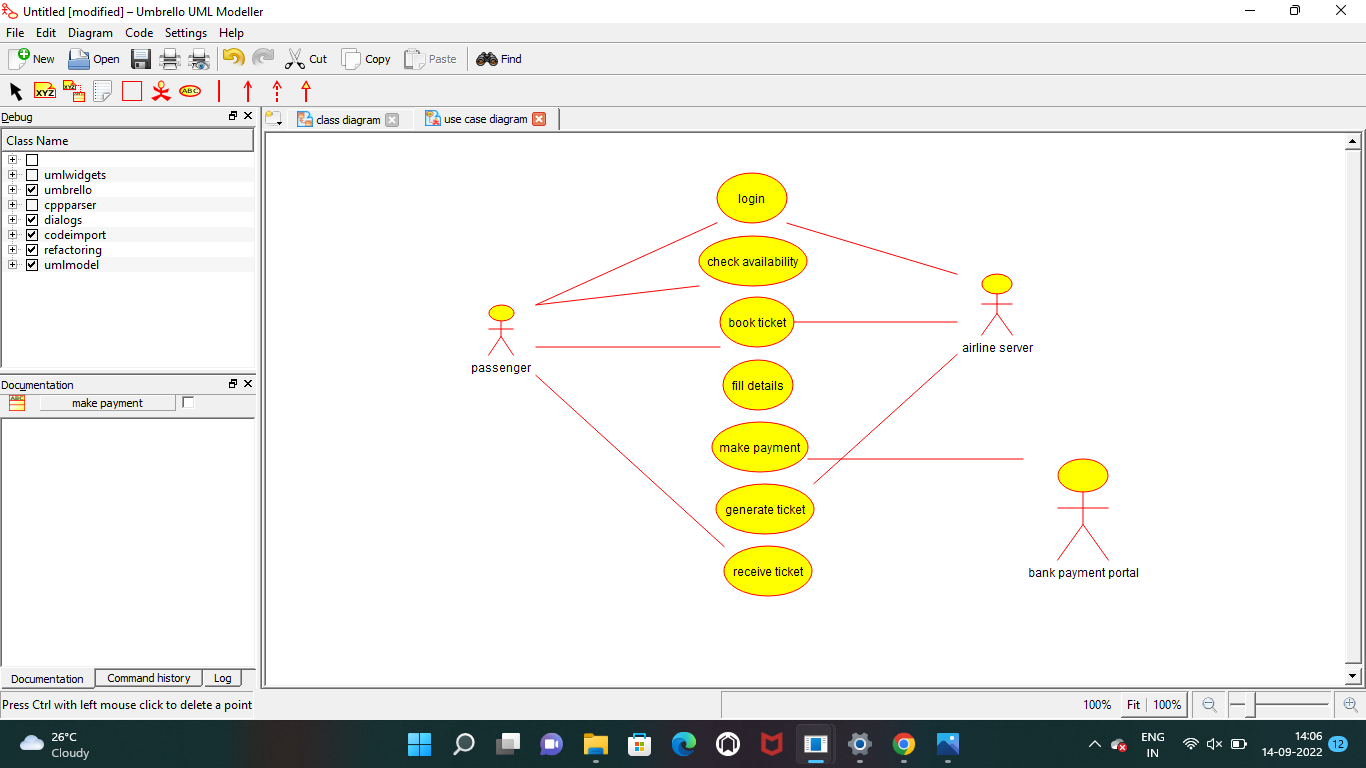 Untitled [modified] – Umbrello UML Modeller
File Edit Diagram Code Settings Help
New Open Cut Copy Paste Find
XYZ XYZ ABC
Debug
class diagram use case diagram
Class Name
umlwidgets
umbrello
cppparser
dialogs
codeimport
refactoring
umlmodel
Documentation
ABC make payment
login
check availability
book ticket
fill details
make payment
generate ticket
receive ticket
passenger
airline server
bank payment portal
Documentation Command history Log
Press Ctrl with left mouse click to delete a point
100% Fit 100%
26°C
Cloudy
ENG
IN
14:06
14-09-2022
12